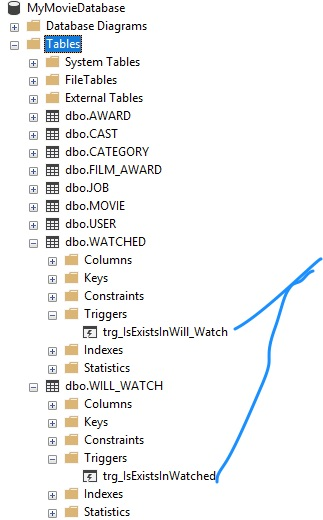 MyMovieDatabase
Database Diagrams
Tables
System Tables
FileTables
External Tables
dbo.AWARD
dbo.CAST
dbo.CATEGORY
dbo.FILM_AWARD
dbo.JOB
dbo.MOVIE
dbo.USER
dbo.WATCHED
Columns
Keys
Constraints
Triggers
trg_IsExistsInWill_Watch
Indexes
Statistics
dbo.WILL_WATCH
Columns
Keys
Constraints
Triggers
trg_IsExistsInWatched
Indexes
Statistics